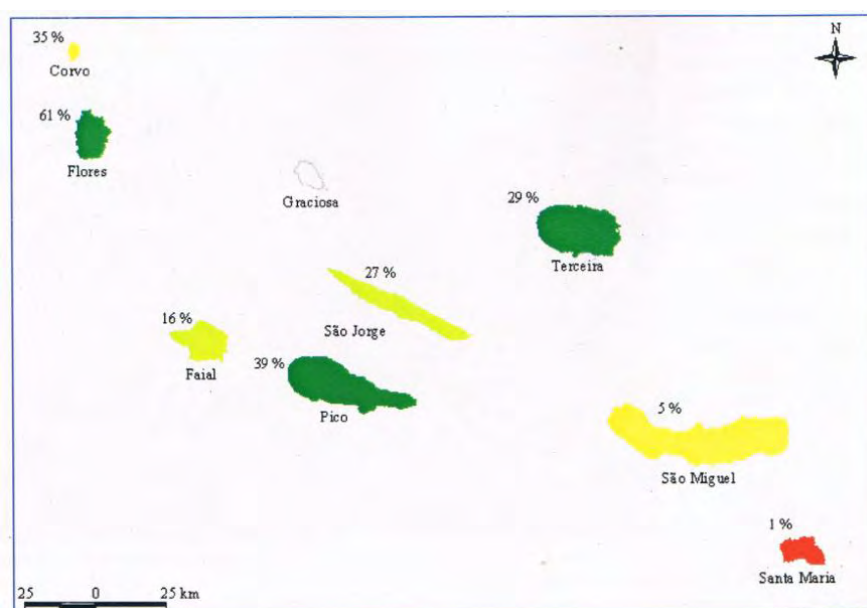 N
35 %
Corvo
61 %
Flores
Graciosa
29 %
Terceira
27 %
São Jorge
16 %
Faial
39 %
Pico
5 %
São Miguel
1 %
Santa Maria
25 0 25 km